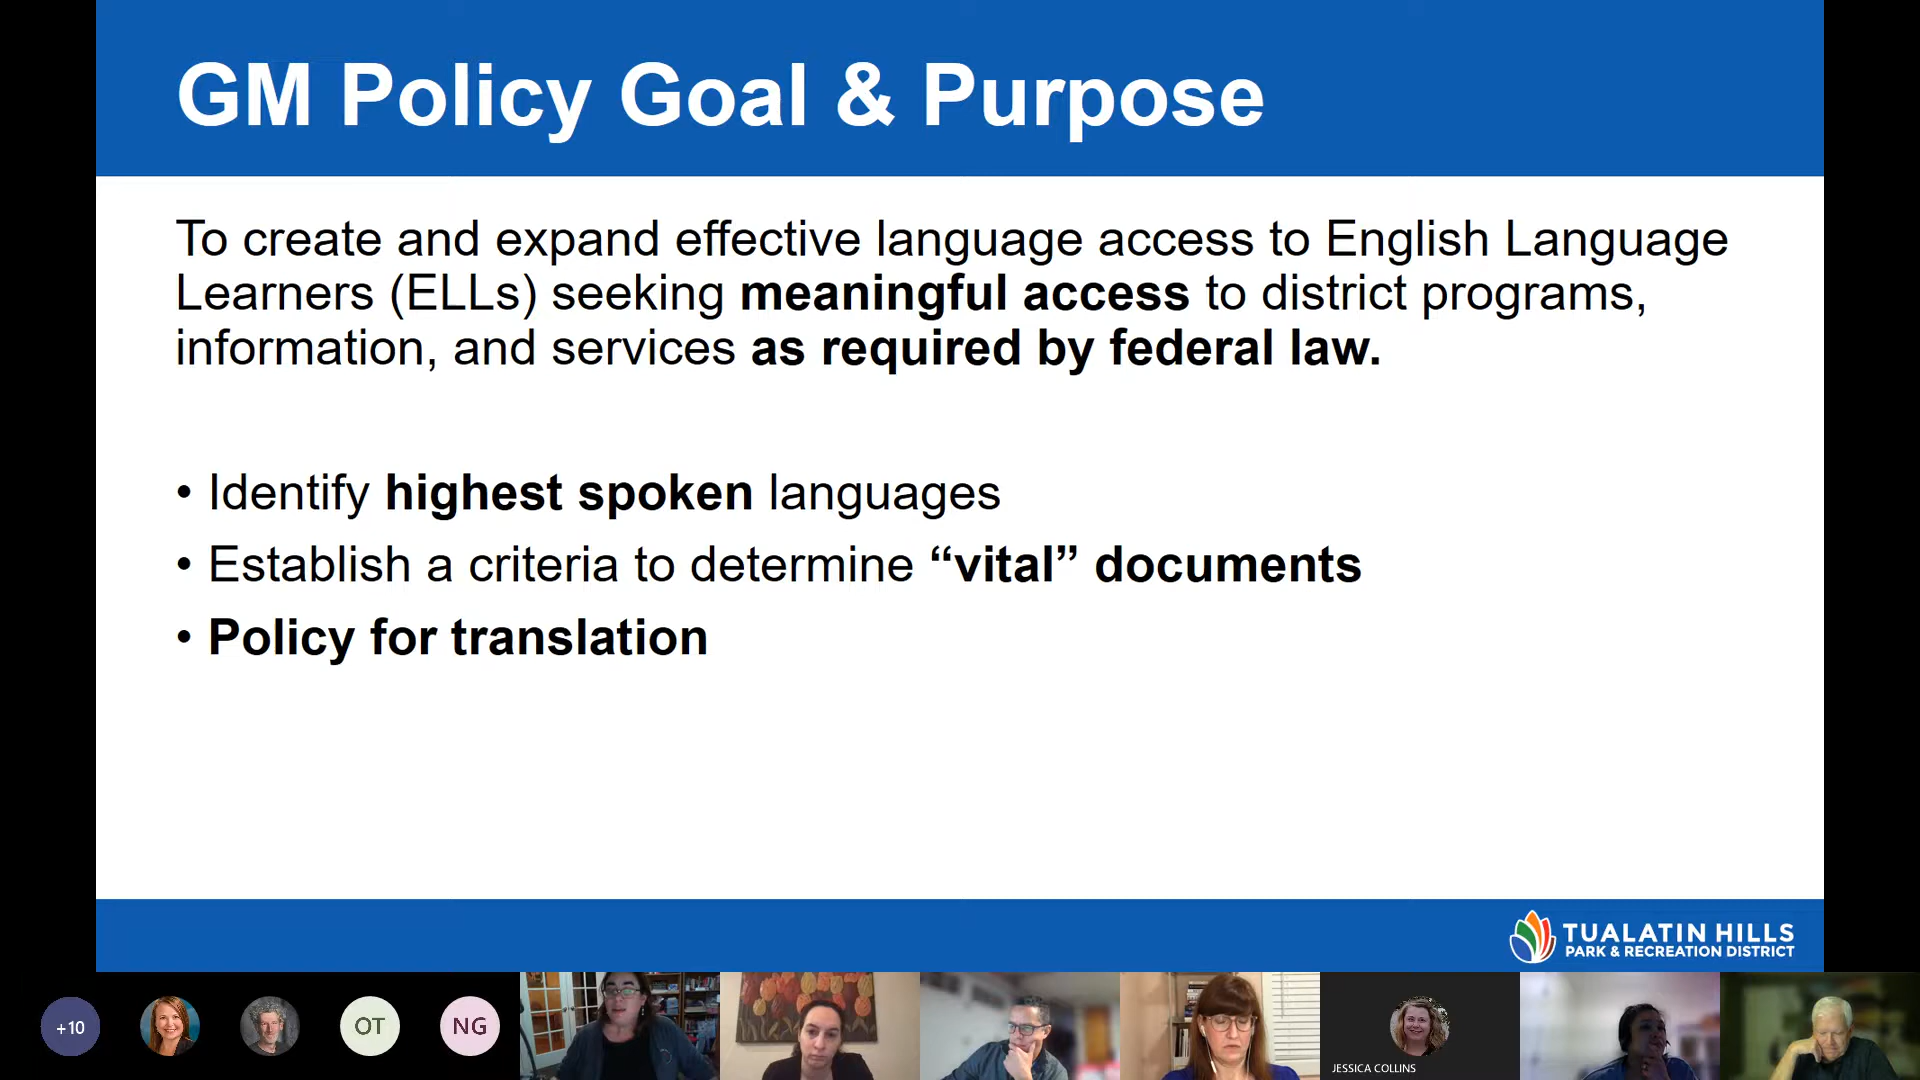 GM Policy Goal & Purpose
To create and expand effective language access to English Language
Learners (ELLs) seeking meaningful access to district programs,
information, and services as required by federal law.
• Identify highest spoken languages
• Establish a criteria to determine “vital” documents
• Policy for translation
TUALATIN HILLS
PARK & RECREATION DISTRICT
+10
OT
NG
JESSICA COLLINS